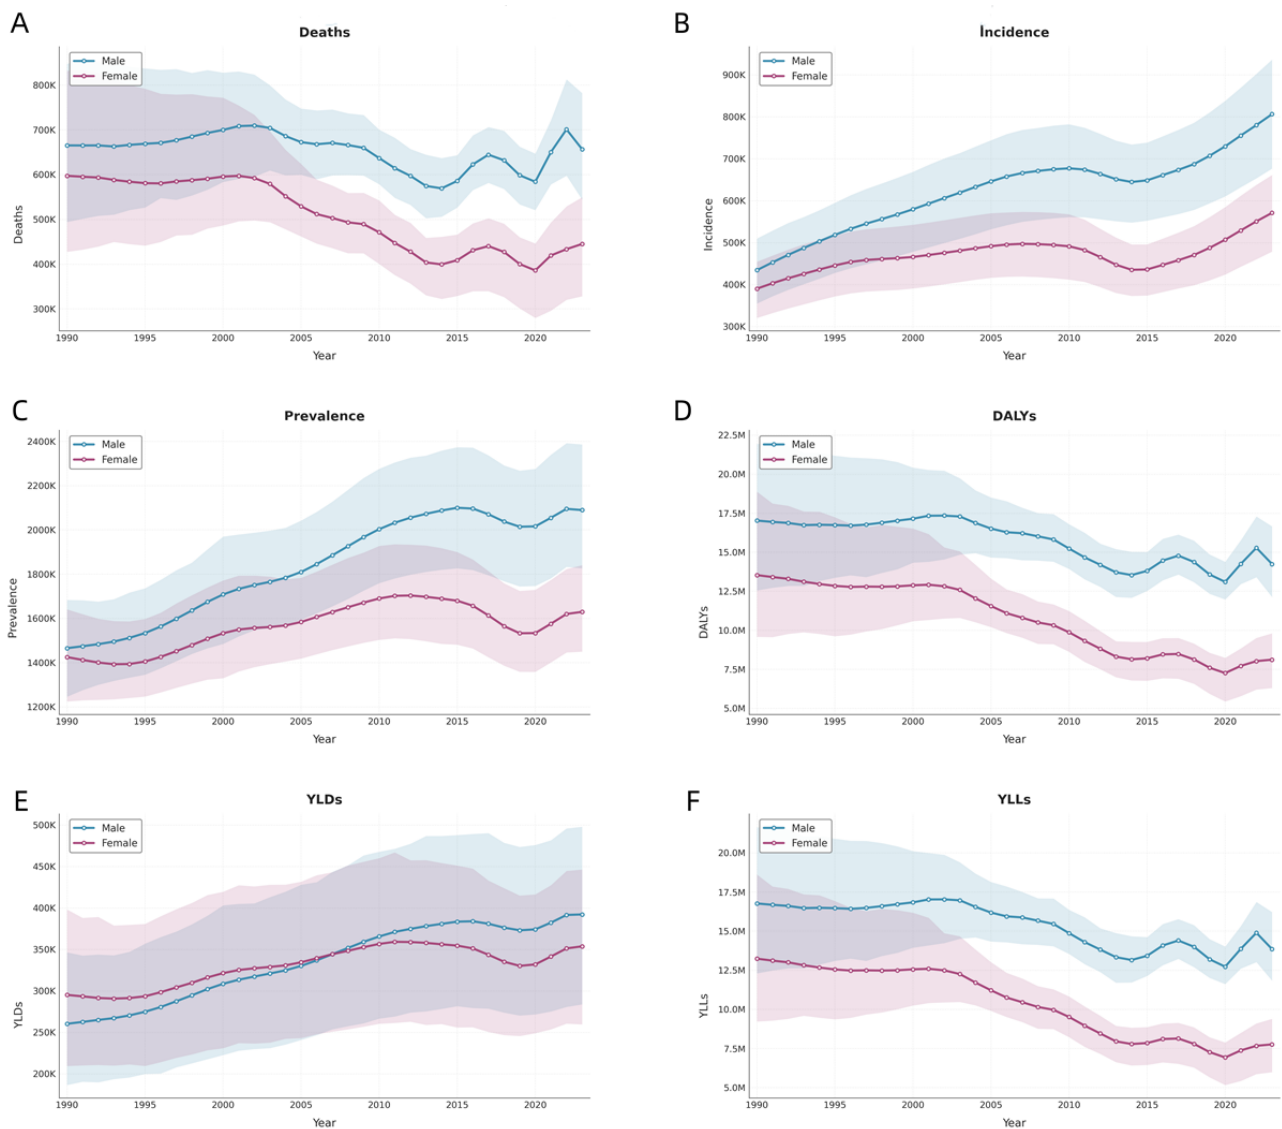 A
Deaths
Male
Female
800K
700K
600K
500K
400K
300K
Deaths
1990
1995
2000
2005
2010
2015
2020
Year
B
Incidence
Male
Female
900K
800K
700K
600K
500K
400K
300K
Incidence
1990
1995
2000
2005
2010
2015
2020
Year
C
Prevalence
Male
Female
2400K
2200K
2000K
1800K
1600K
1400K
1200K
Prevalence
1990
1995
2000
2005
2010
2015
2020
Year
D
DALYs
Male
Female
22.5M
20.0M
17.5M
15.0M
12.5M
10.0M
7.5M
5.0M
DALYs
1990
1995
2000
2005
2010
2015
2020
Year
E
YLDs
Male
Female
500K
450K
400K
350K
300K
250K
200K
YLDs
1990
1995
2000
2005
2010
2015
2020
Year
F
YLLs
Male
Female
20.0M
17.5M
15.0M
12.5M
10.0M
7.5M
5.0M
YLLs
1990
1995
2000
2005
2010
2015
2020
Year